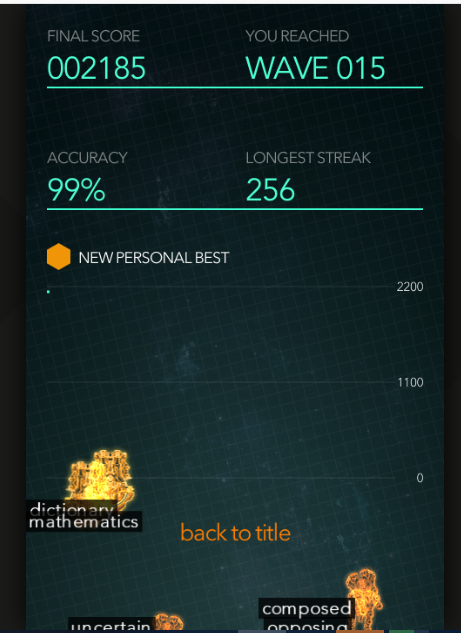 FINAL SCORE
YOU REACHED
002185
WAVE 015
ACCURACY
LONGEST STREAK
99%
256
NEW PERSONAL BEST
2200
1100
0
dictionary
mathematics
back to title
composed
uncertain
opposing